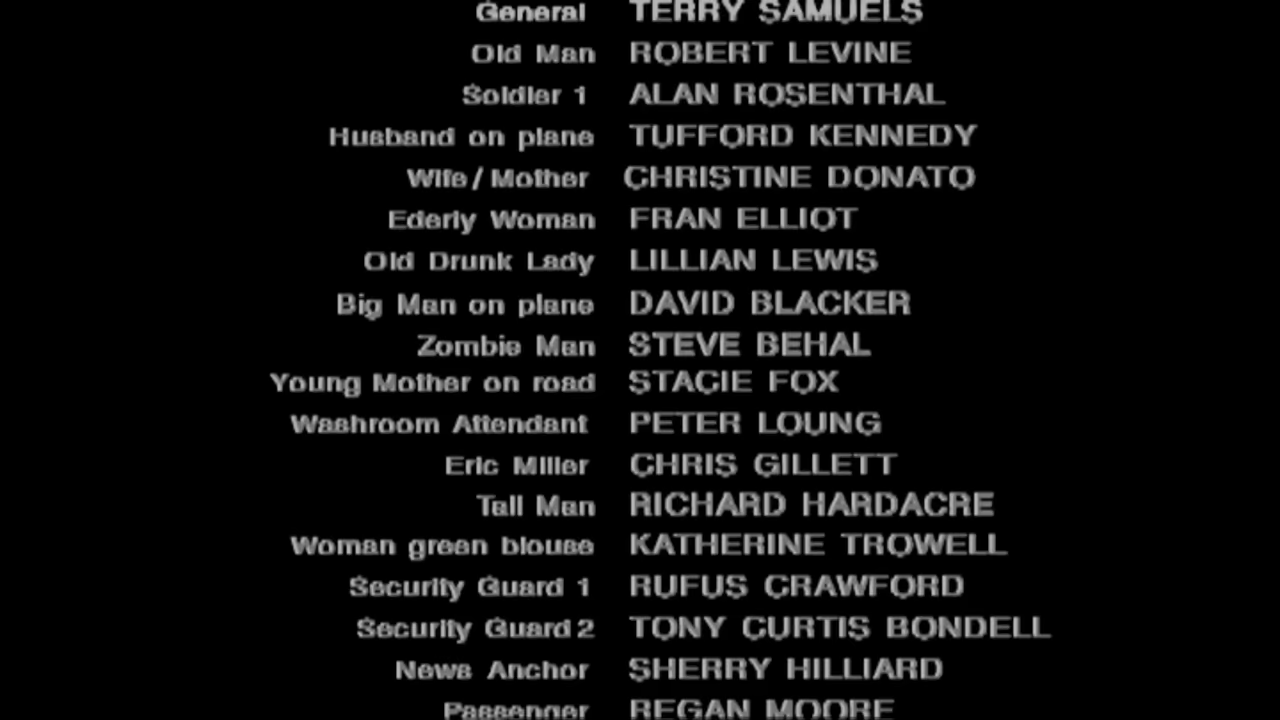 General TERRY SAMUELS
Old Man ROBERT LEVINE
Soldier 1 ALAN ROSENTHAL
Husband on plane TUFFORD KENNEDY
Wife / Mother CHRISTINE DONATO
Ederly Woman FRAN ELLIOT
Old Drunk Lady LILLIAN LEWIS
Big Man on plane DAVID BLACKER
Zombie Man STEVE BEHAL
Young Mother on road STACIE FOX
Washroom Attendant PETER LOUNG
Eric Miller CHRIS GILLETT
Tall Man RICHARD HARDACRE
Woman green blouse KATHERINE TROWELL
Security Guard 1 RUFUS CRAWFORD
Security Guard 2 TONY CURTIS BONDELL
News Anchor SHERRY HILLIARD
Passenger REGAN MOORE